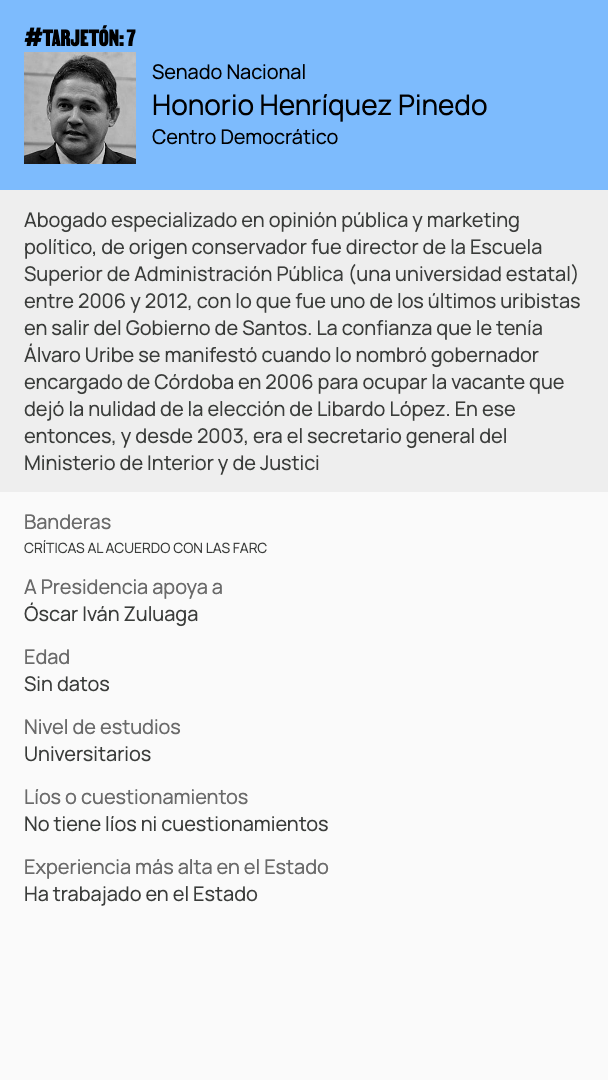 #TARJETÓN: 7
Senado Nacional
Honorio Henríquez Pinedo
Centro Democrático
Abogado especializado en opinión pública y marketing
político, de origen conservador fue director de la Escuela
Superior de Administración Pública (una universidad estatal)
entre 2006 y 2012, con lo que fue uno de los últimos uribistas
en salir del Gobierno de Santos. La confianza que le tenía
Álvaro Uribe se manifestó cuando lo nombró gobernador
encargado de Córdoba en 2006 para ocupar la vacante que
dejó la nulidad de la elección de Libardo López. En ese
entonces, y desde 2003, era el secretario general del
Ministerio de Interior y de Justici
Banderas
CRÍTICAS AL ACUERDO CON LAS FARC
A Presidencia apoya a
Óscar Iván Zuluaga
Edad
Sin datos
Nivel de estudios
Universitarios
Líos o cuestionamientos
No tiene líos ni cuestionamientos
Experiencia más alta en el Estado
Ha trabajado en el Estado